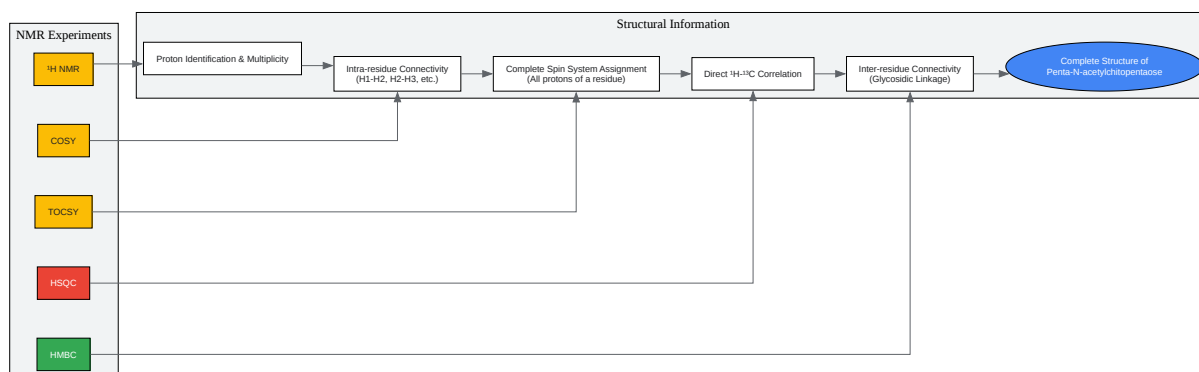 Structural Information
NMR Experiments
¹H NMR
Proton Identification & Multiplicity
Intra-residue Connectivity
(H1-H2, H2-H3, etc.)
Complete Spin System Assignment
(All protons of a residue)
Direct ¹H-¹³C Correlation
Inter-residue Connectivity
(Glycosidic Linkage)
Complete Structure of
Penta-N-acetylchitopentaose
COSY
TOCSY
HSQC
HMBC